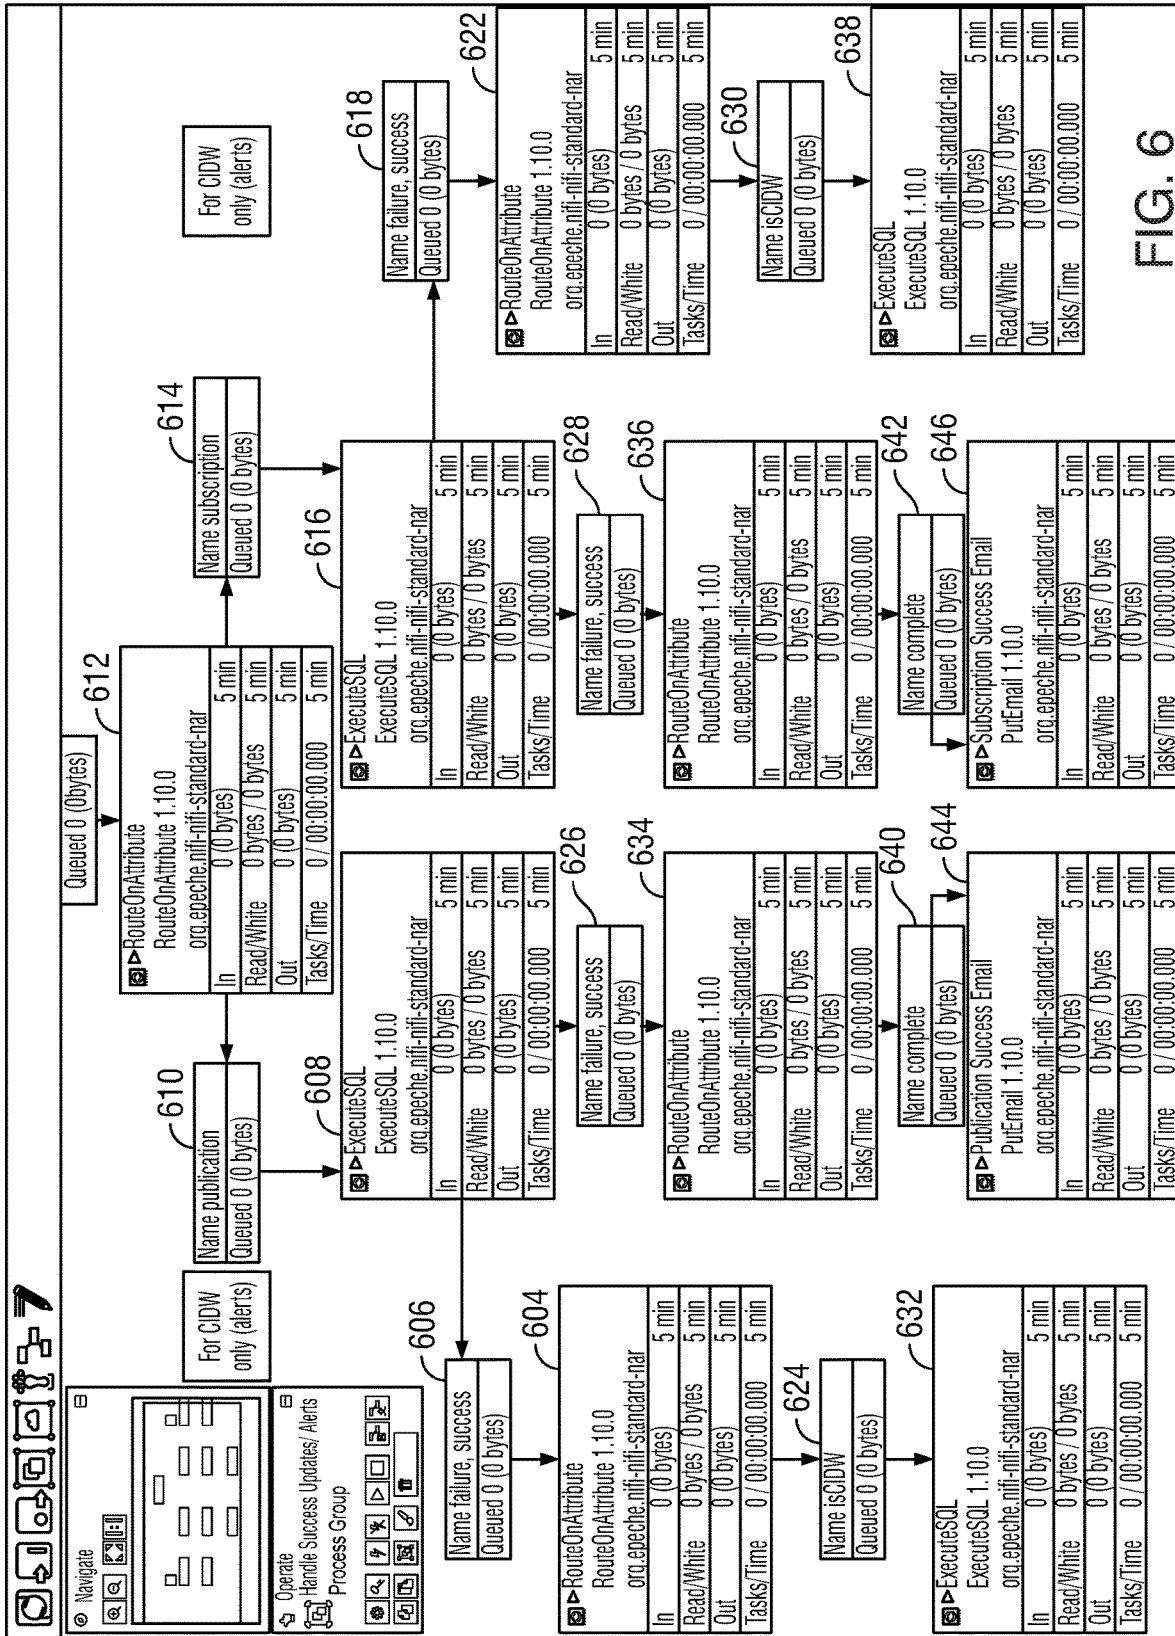 Navigate
Operate
Handle Success Updates/ Alerts
Process Group
For CIDW
only (alerts)
Queued 0 (0bytes)
612
RouteOnAttribute
RouteOnAttribute 1.10.0
org.epeche.nifi-nifi-standard-nar
In 0 (0 bytes) 5 min
Read/White 0 bytes / 0 bytes 5 min
Out 0 (0 bytes) 5 min
Tasks/Time 0 / 00:00:00.000 5 min
610
Name publication
Queued 0 (0 bytes)
614
Name subscription
Queued 0 (0 bytes)
For CIDW
only (alerts)
606
Name failure, success
Queued 0 (0 bytes)
608
ExecuteSQL
ExecuteSQL 1.10.0
org.epeche.nifi-nifi-standard-nar
In 0 (0 bytes) 5 min
Read/White 0 bytes / 0 bytes 5 min
Out 0 (0 bytes) 5 min
Tasks/Time 0 / 00:00:00.000 5 min
616
ExecuteSQL
ExecuteSQL 1.10.0
org.epeche.nifi-nifi-standard-nar
In 0 (0 bytes) 5 min
Read/White 0 bytes / 0 bytes 5 min
Out 0 (0 bytes) 5 min
Tasks/Time 0 / 00:00:00.000 5 min
618
Name failure, success
Queued 0 (0 bytes)
604
RouteOnAttribute
RouteOnAttribute 1.10.0
org.epeche.nifi-nifi-standard-nar
In 0 (0 bytes) 5 min
Read/White 0 bytes / 0 bytes 5 min
Out 0 (0 bytes) 5 min
Tasks/Time 0 / 00:00:00.000 5 min
626
Name failure, success
Queued 0 (0 bytes)
628
Name failure, success
Queued 0 (0 bytes)
622
RouteOnAttribute
RouteOnAttribute 1.10.0
org.epeche.nifi-nifi-standard-nar
In 0 (0 bytes) 5 min
Read/White 0 bytes / 0 bytes 5 min
Out 0 (0 bytes) 5 min
Tasks/Time 0 / 00:00:00.000 5 min
624
Name isCIDW
Queued 0 (0 bytes)
634
RouteOnAttribute
RouteOnAttribute 1.10.0
org.epeche.nifi-nifi-standard-nar
In 0 (0 bytes) 5 min
Read/White 0 bytes / 0 bytes 5 min
Out 0 (0 bytes) 5 min
Tasks/Time 0 / 00:00:00.000 5 min
636
RouteOnAttribute
RouteOnAttribute 1.10.0
org.epeche.nifi-nifi-standard-nar
In 0 (0 bytes) 5 min
Read/White 0 bytes / 0 bytes 5 min
Out 0 (0 bytes) 5 min
Tasks/Time 0 / 00:00:00.000 5 min
630
Name isCIDW
Queued 0 (0 bytes)
632
ExecuteSQL
ExecuteSQL 1.10.0
org.epeche.nifi-nifi-standard-nar
In 0 (0 bytes) 5 min
Read/White 0 bytes / 0 bytes 5 min
Out 0 (0 bytes) 5 min
Tasks/Time 0 / 00:00:00.000 5 min
640
Name complete
Queued 0 (0 bytes)
642
Name complete
Queued 0 (0 bytes)
638
ExecuteSQL
ExecuteSQL 1.10.0
org.epeche.nifi-nifi-standard-nar
In 0 (0 bytes) 5 min
Read/White 0 bytes / 0 bytes 5 min
Out 0 (0 bytes) 5 min
Tasks/Time 0 / 00:00:00.000 5 min
644
Publication Success Email
PutEmail 1.10.0
org.epeche.nifi-nifi-standard-nar
In 0 (0 bytes) 5 min
Read/White 0 bytes / 0 bytes 5 min
Out 0 (0 bytes) 5 min
Tasks/Time 0 / 00:00:00.000 5 min
646
Subscription Success Email
PutEmail 1.10.0
org.epeche.nifi-nifi-standard-nar
In 0 (0 bytes) 5 min
Read/White 0 bytes / 0 bytes 5 min
Out 0 (0 bytes) 5 min
Tasks/Time 0 / 00:00:00.000 5 min
FIG. 6